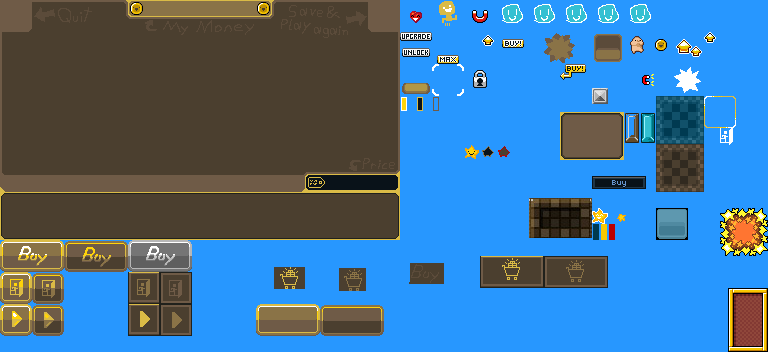 Quit
My Money
Save&
Play again
UPGRADE
BUY!
UNLOCK
MAX
BUY!
Price
Buy
Buy
Buy
Buy
Buy